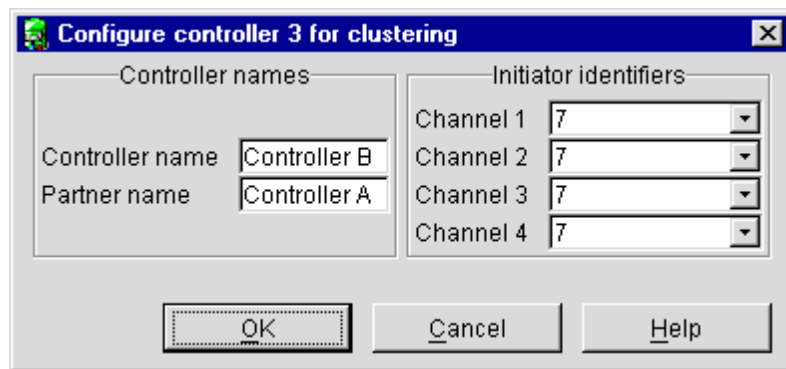 Configure controller 3 for clustering
Controller names
Controller name Controller B
Partner name Controller A
Initiator identifiers
Channel 1 7
Channel 2 7
Channel 3 7
Channel 4 7
OK Cancel Help